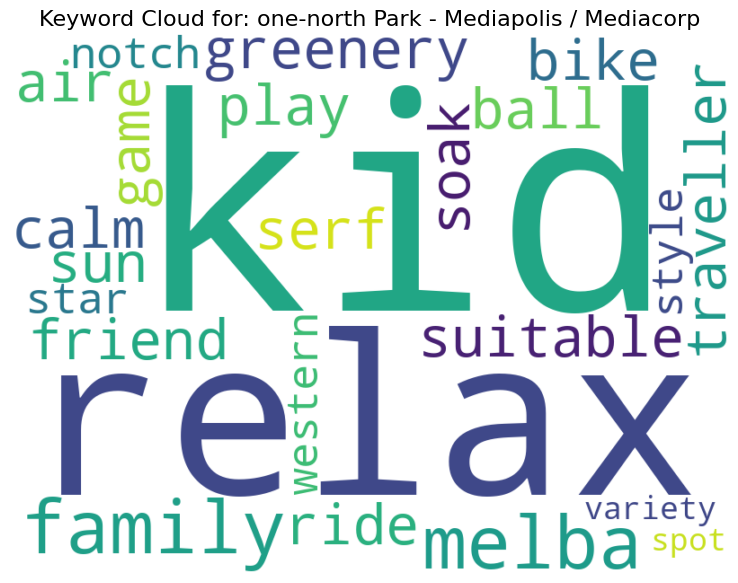 Keyword Cloud for: one-north Park - Mediapolis / Mediacorp
notch
greenery
bike
air
game
play
soak
ball
traveller
kid
calm
serf
style
sun
star
friend
western
suitable
relax
family
ride
melba
variety
spot